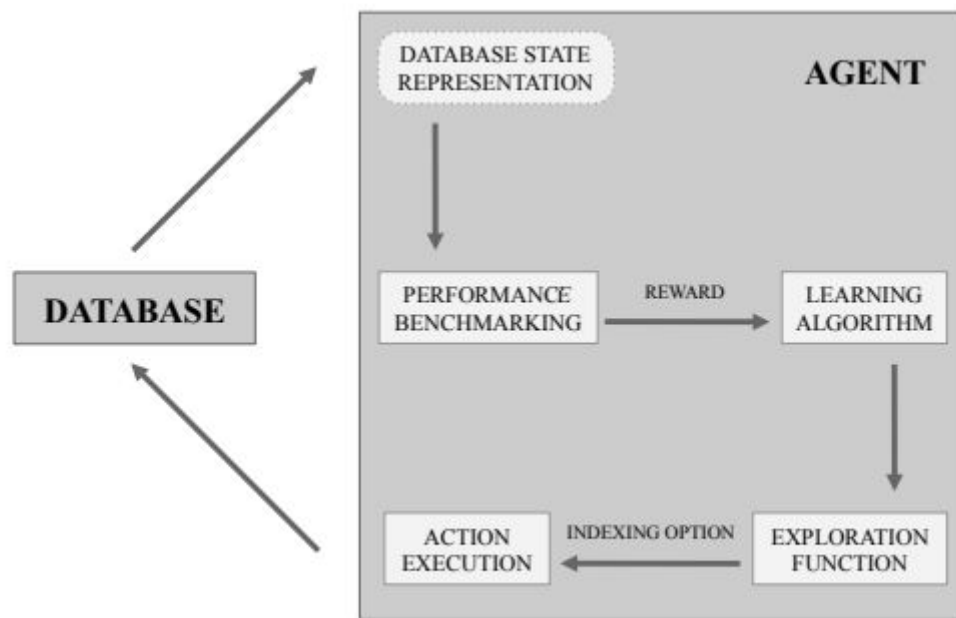 DATABASE STATE
REPRESENTATION
AGENT
DATABASE
PERFORMANCE
BENCHMARKING
REWARD
LEARNING
ALGORITHM
ACTION
EXECUTION
INDEXING OPTION
EXPLORATION
FUNCTION